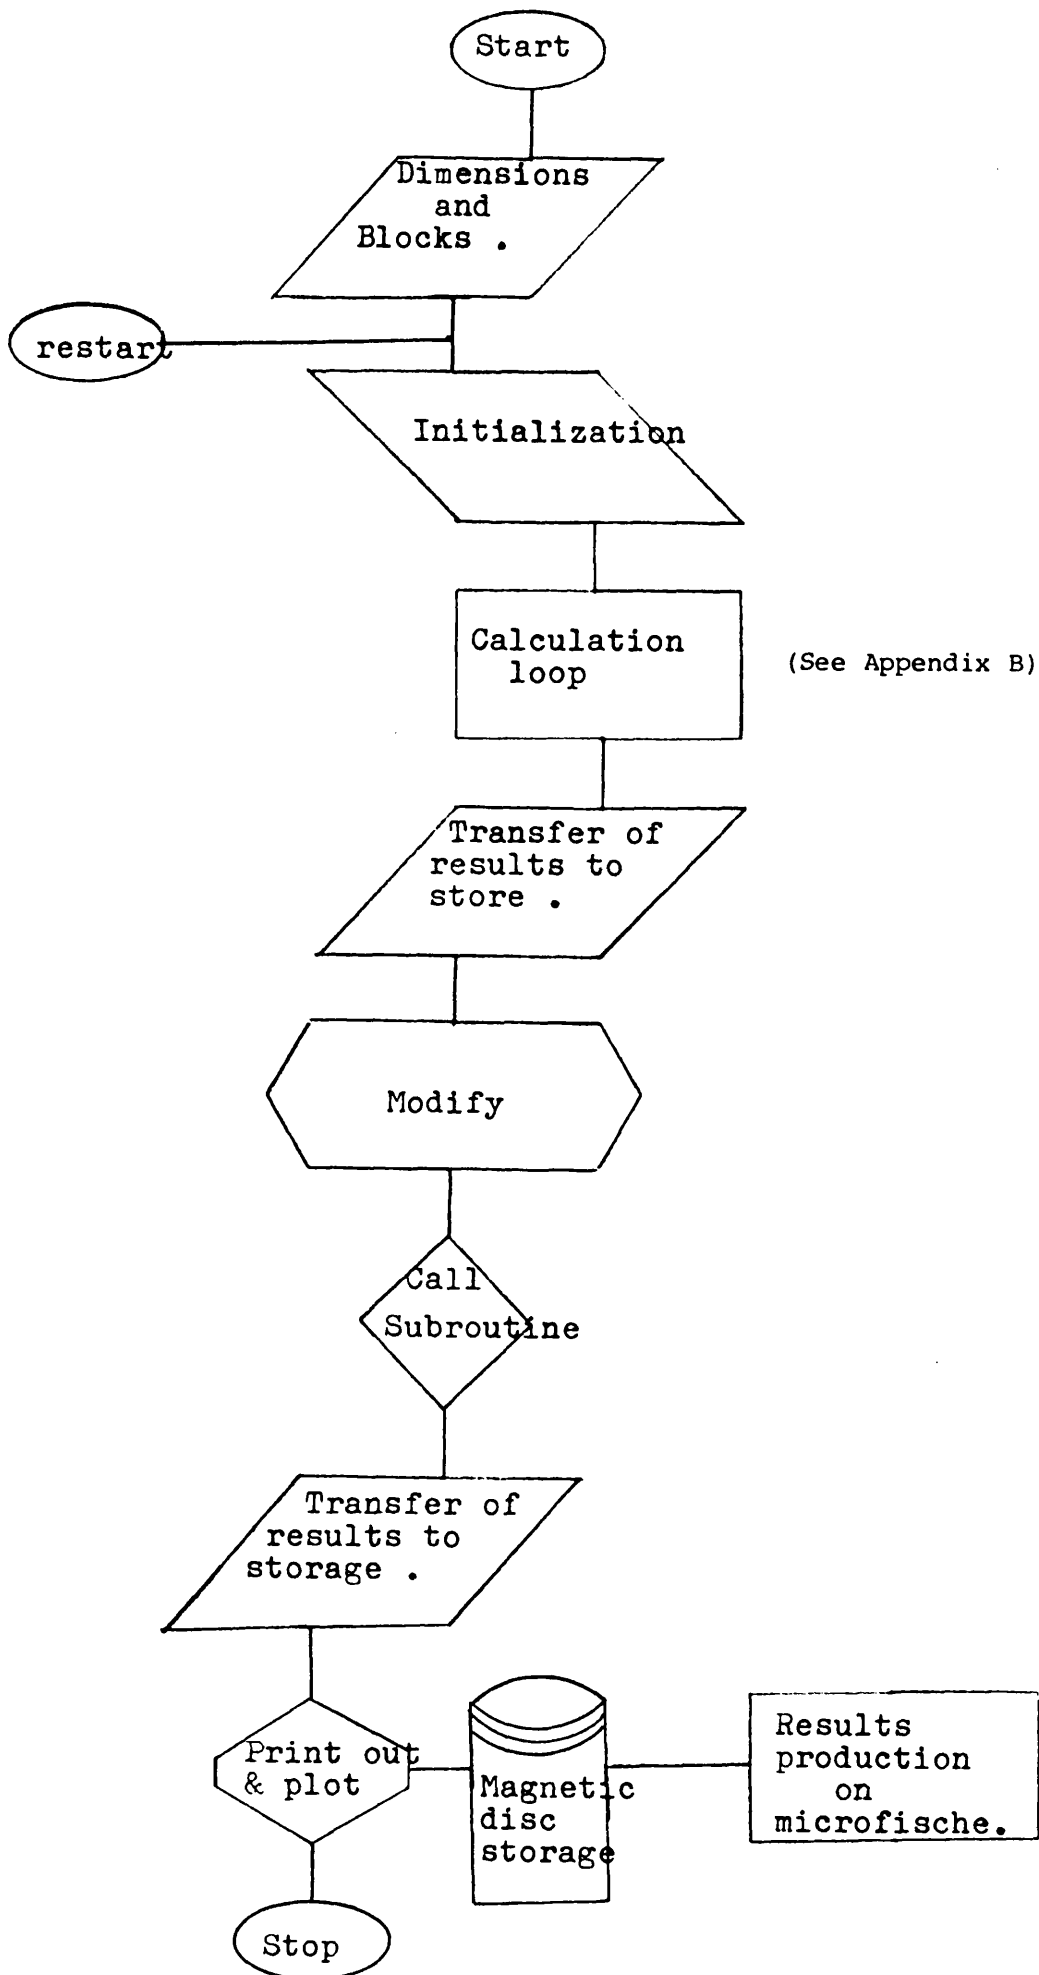 Start
Dimensions
and
Blocks .
restart
Initialization
Calculation
loop
(See Appendix B)
Transfer of
results to
store .
Modify
Call
Subroutine
Transfer of
results to
storage .
Print out
& plot
Magnetic
disc
storage
Results
production
on
microfische.
Stop